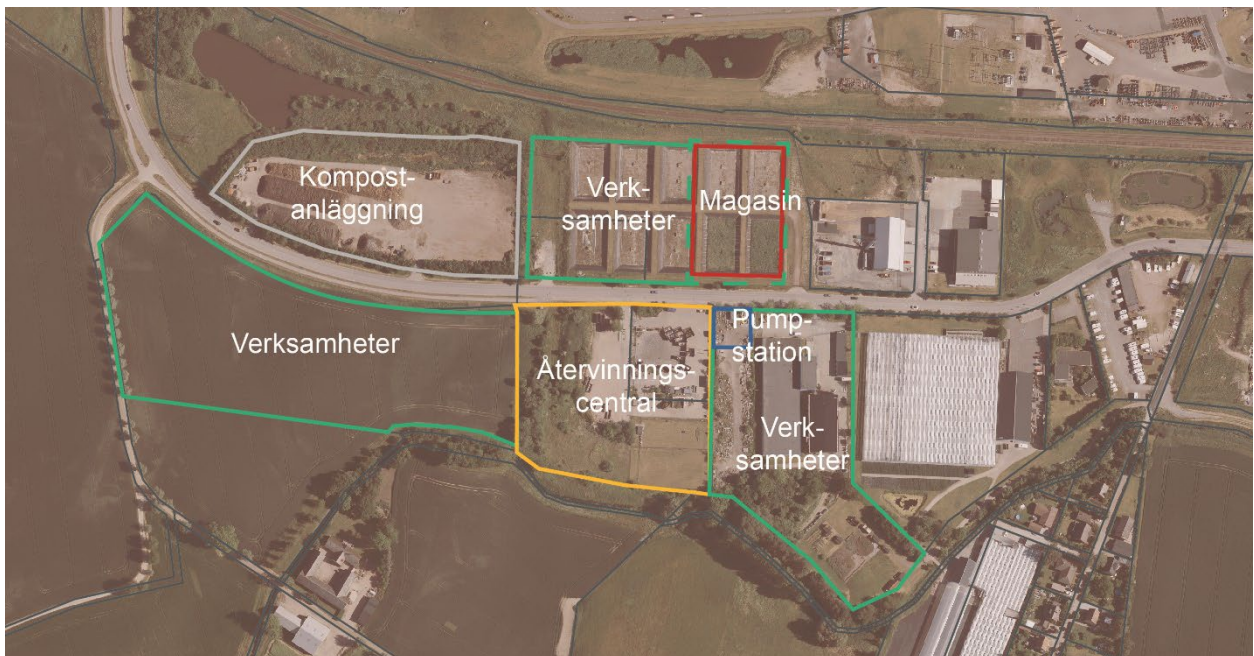 Kompost-
anläggning
Verk-
samheter
Magasin
Verksamheter
Återvinnings-
central
Pump-
station
Verk-
samheter